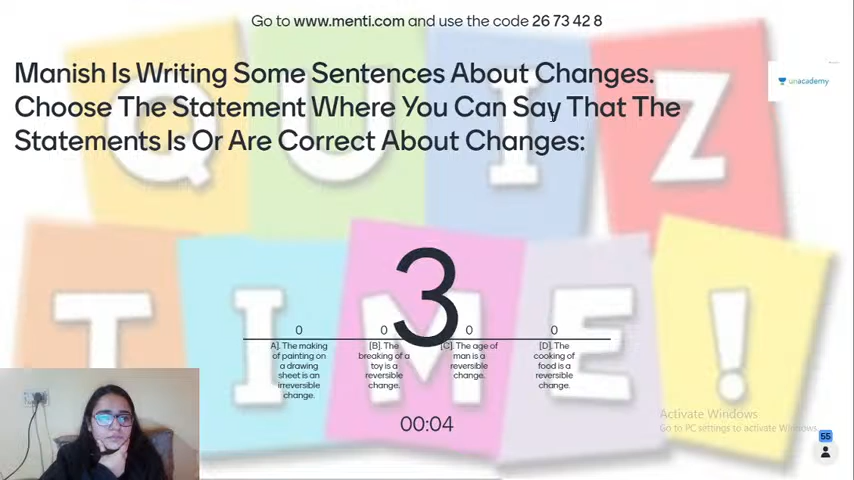 Go to www.menti.com and use the code 26 73 42 8
unacademy
Manish Is Writing Some Sentences About Changes.
Choose The Statement Where You Can Say That The
Statements Is Or Are Correct About Changes:
QUIZ
TIME!
3
0 0 0 0
A]. The making
of painting on
a drawing
sheet is an
irreversible
change.
[B]. The
breaking of a
toy is a
reversible
change.
[C]. The age of
man is a
reversible
change.
[D]. The
cooking of
food is a
reversible
change.
00:04
Activate Windows
Go to PC settings to activate Windows.
55